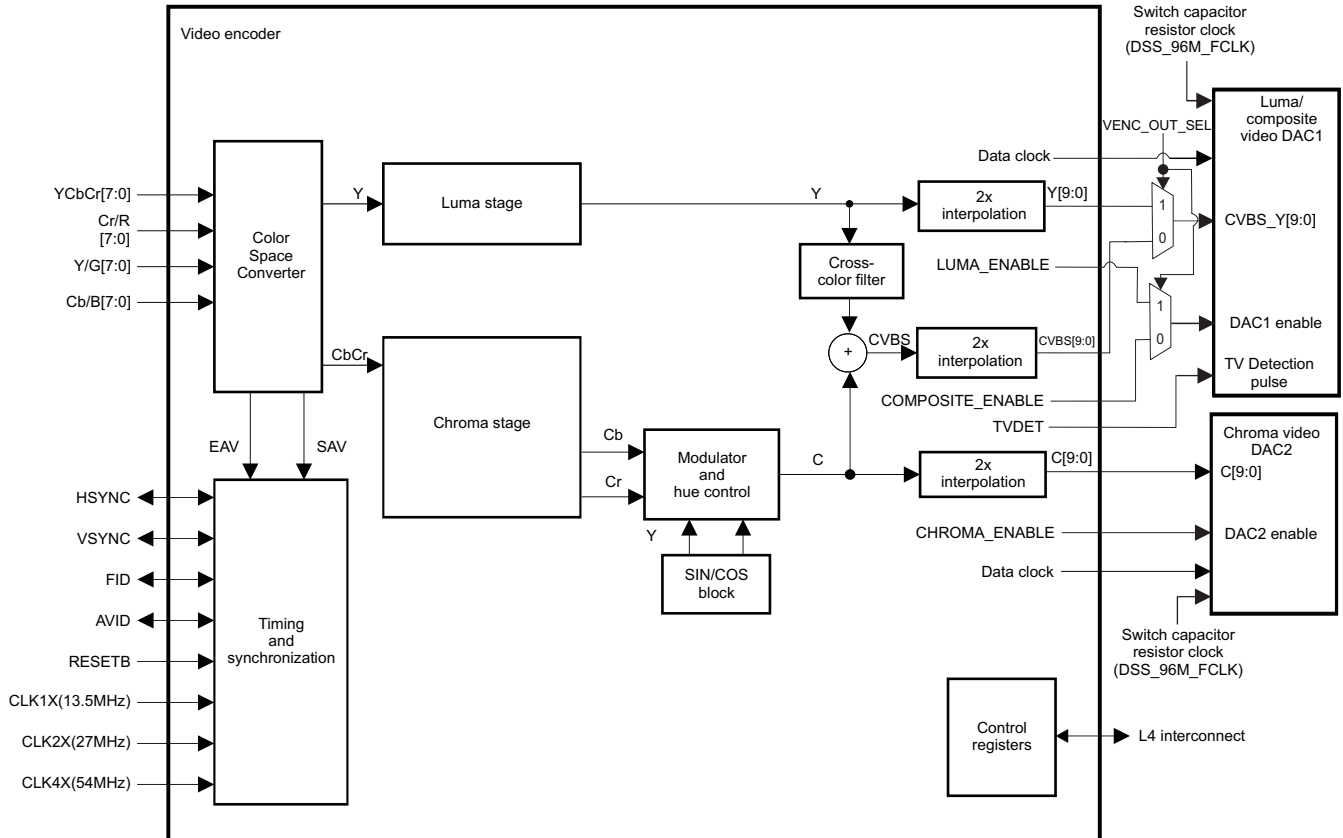 Switch capacitor
resistor clock
(DSS_96M_FCLK)
Video encoder
Luma/
composite
video DAC1
VENC_OUT_SEL
Data clock
YCbCr[7:0]
Cr/R
[7:0]
Y/G[7:0]
Cb/B[7:0]
Color
Space
Converter
Y
Luma stage
Y
2x
interpolation
Y[9:0]
1
0
CVBS_Y[9:0]
Cross-
color filter
LUMA_ENABLE
1
0
DAC1 enable
CbCr
+
CVBS
2x
interpolation
CVBS[9:0]
TV Detection
pulse
COMPOSITE_ENABLE
TVDET
Chroma stage
EAV
SAV
Cb
Cr
Modulator
and
hue control
C
2x
interpolation
C[9:0]
Chroma video
DAC2
C[9:0]
Y
SIN/COS
block
CHROMA_ENABLE
DAC2 enable
Data clock
Switch capacitor
resistor clock
(DSS_96M_FCLK)
HSYNC
VSYNC
FID
AVID
RESETB
CLK1X(13.5MHz)
CLK2X(27MHz)
CLK4X(54MHz)
Timing
and
synchronization
Control
registers
L4 interconnect